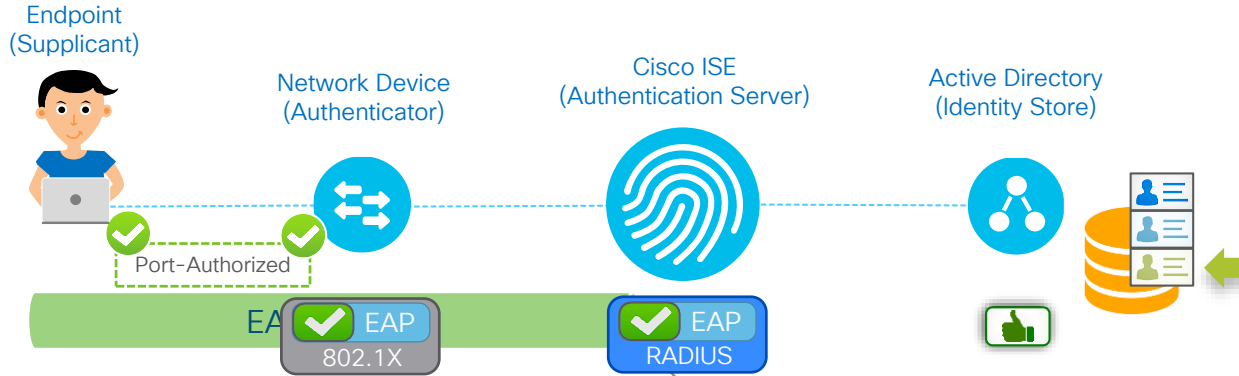 Endpoint
(Supplicant)
Network Device
(Authenticator)
Cisco ISE
(Authentication Server)
Active Directory
(Identity Store)
Port-Authorized
EAP
802.1X
EAP
RADIUS